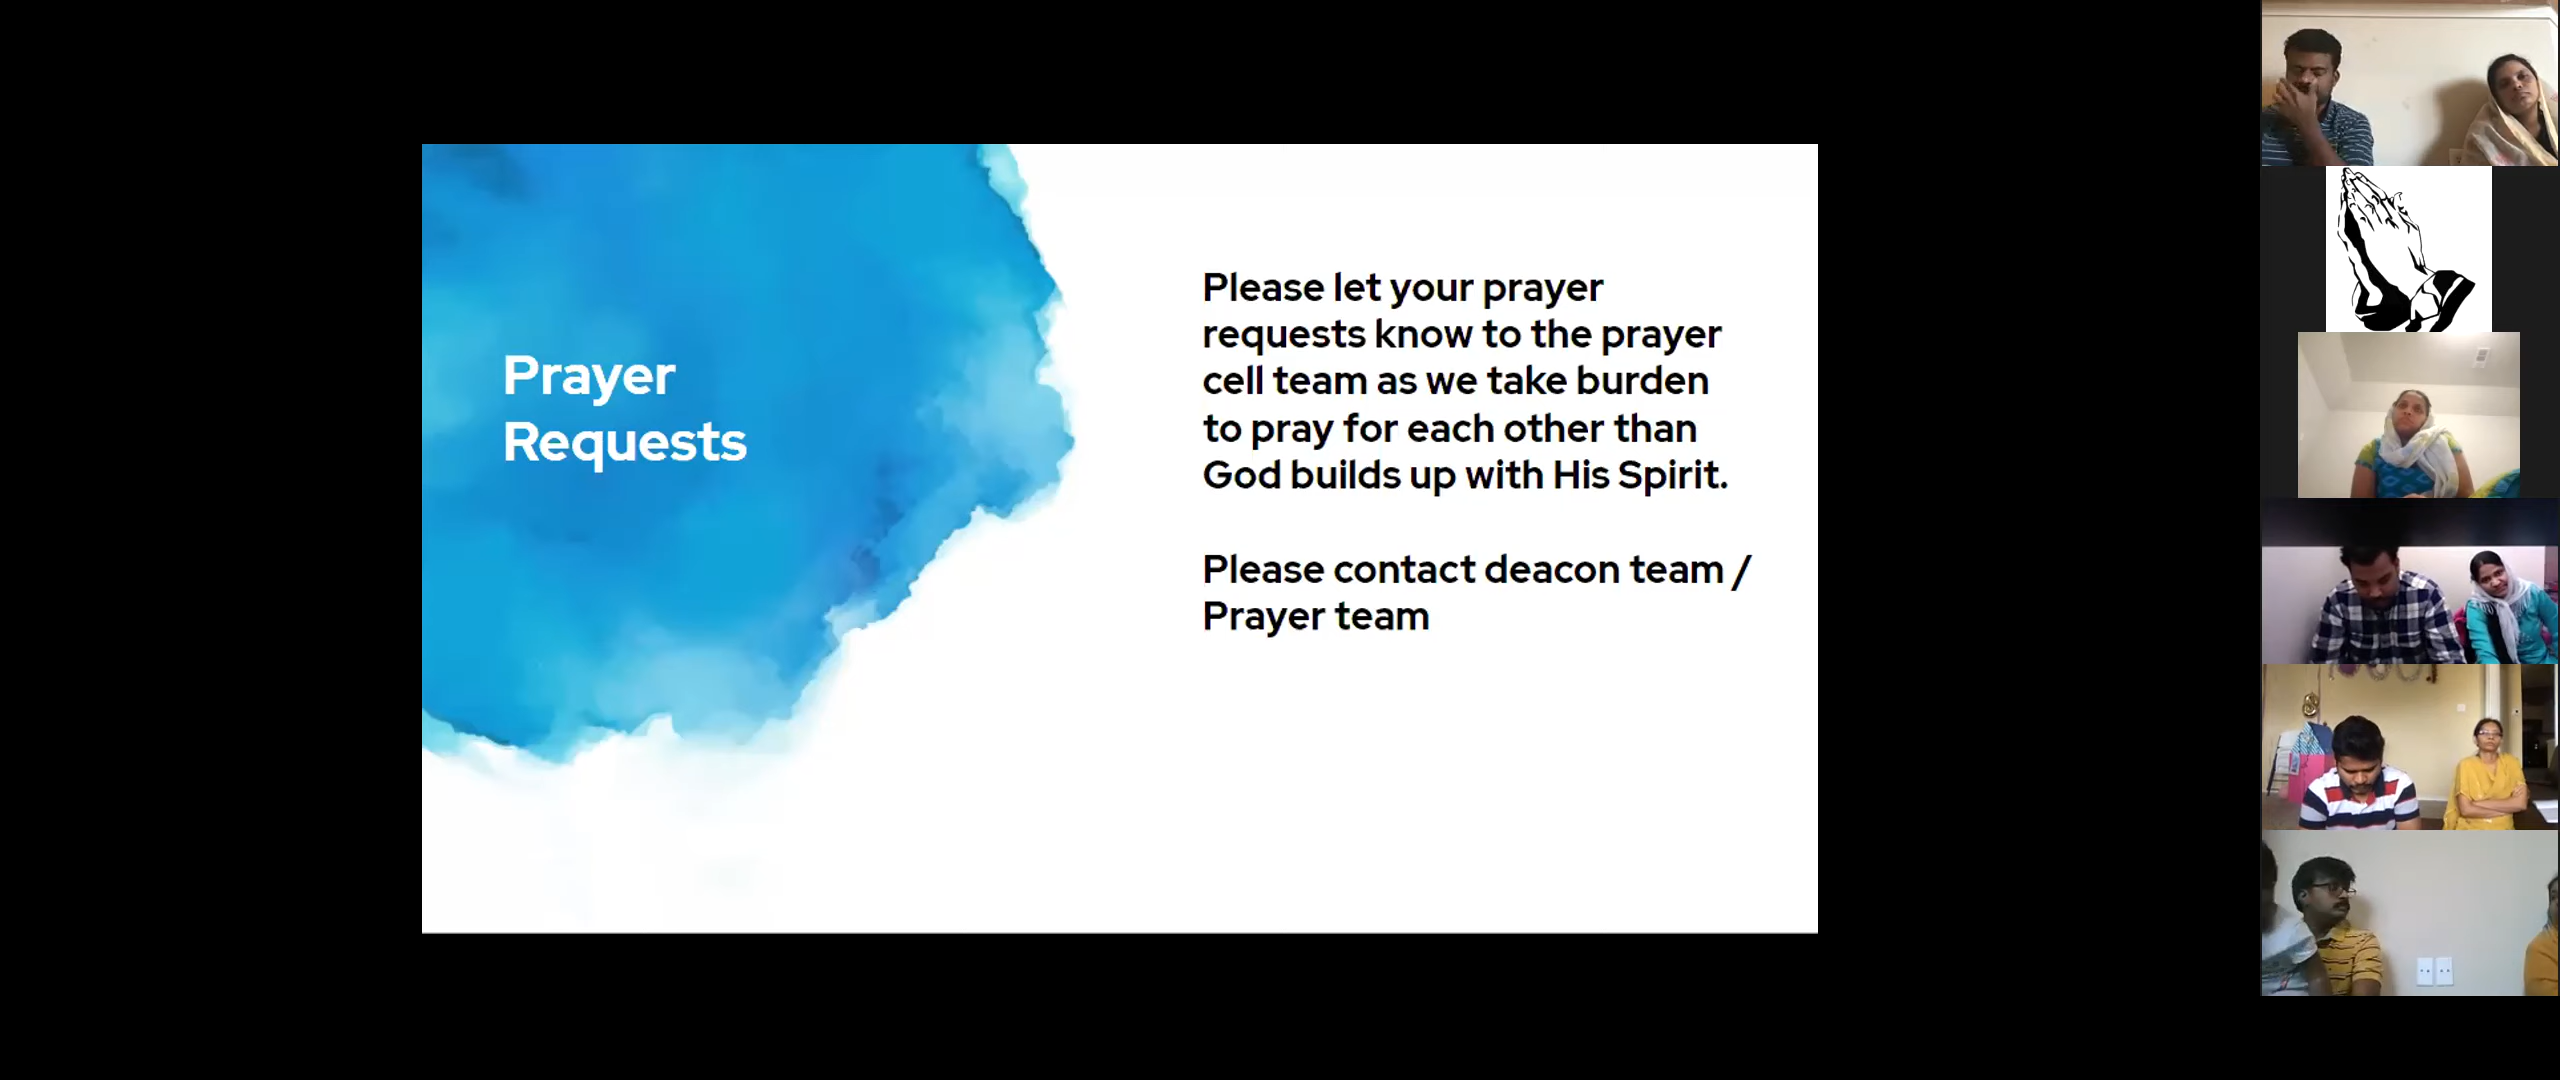 Prayer
Requests
Please let your prayer
requests know to the prayer
cell team as we take burden
to pray for each other than
God builds up with His Spirit.
Please contact deacon team /
Prayer team